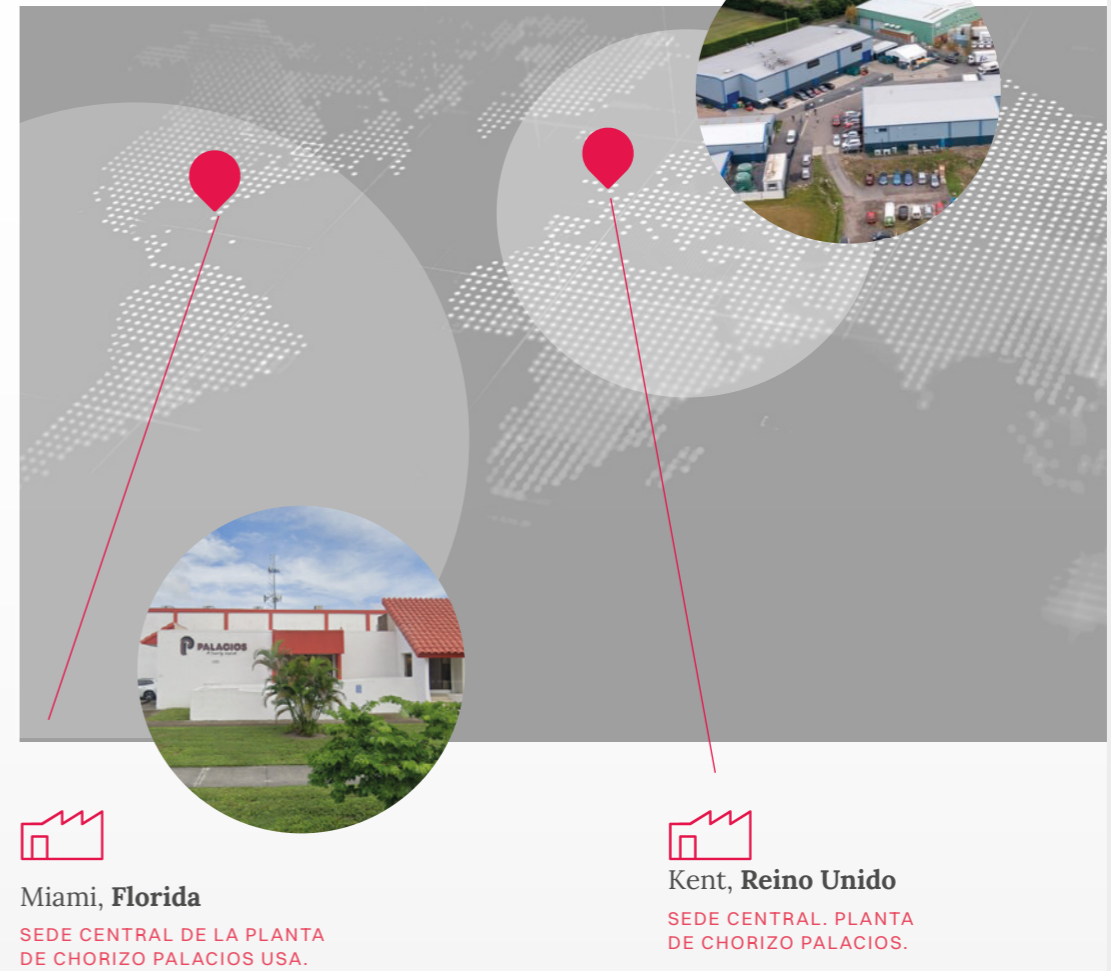 PALACIOS
Miami, Florida
SEDE CENTRAL DE LA PLANTA
DE CHORIZO PALACIOS USA.
Kent, Reino Unido
SEDE CENTRAL. PLANTA
DE CHORIZO PALACIOS.